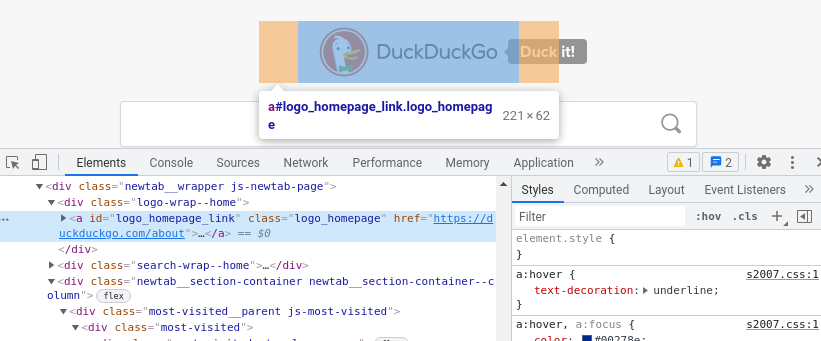 DuckDuckGo Duck it!
a#logo_homepage_link.logo_homepag
e
221 × 62
Elements Console Sources Network Performance Memory Application » 1 2
<div class="newtab__wrapper js-newtab-page">
<div class="logo-wrap--home">
<a id="logo_homepage_link" class="logo_homepage" href="https://d
uckduckgo.com/about">…</a> == $0
</div>
<div class="search-wrap--home">…</div>
<div class="newtab__section-container newtab__section-container--c
olumn"> flex
<div class="most-visited__parent js-most-visited">
<div class="most-visited">
Styles Computed Layout Event Listeners »
Filter :hov .cls
element.style {
}
a:hover { s2007.css:1
text-decoration: underline;
}
a:hover, a:focus { s2007.css:1
color: #00278e;